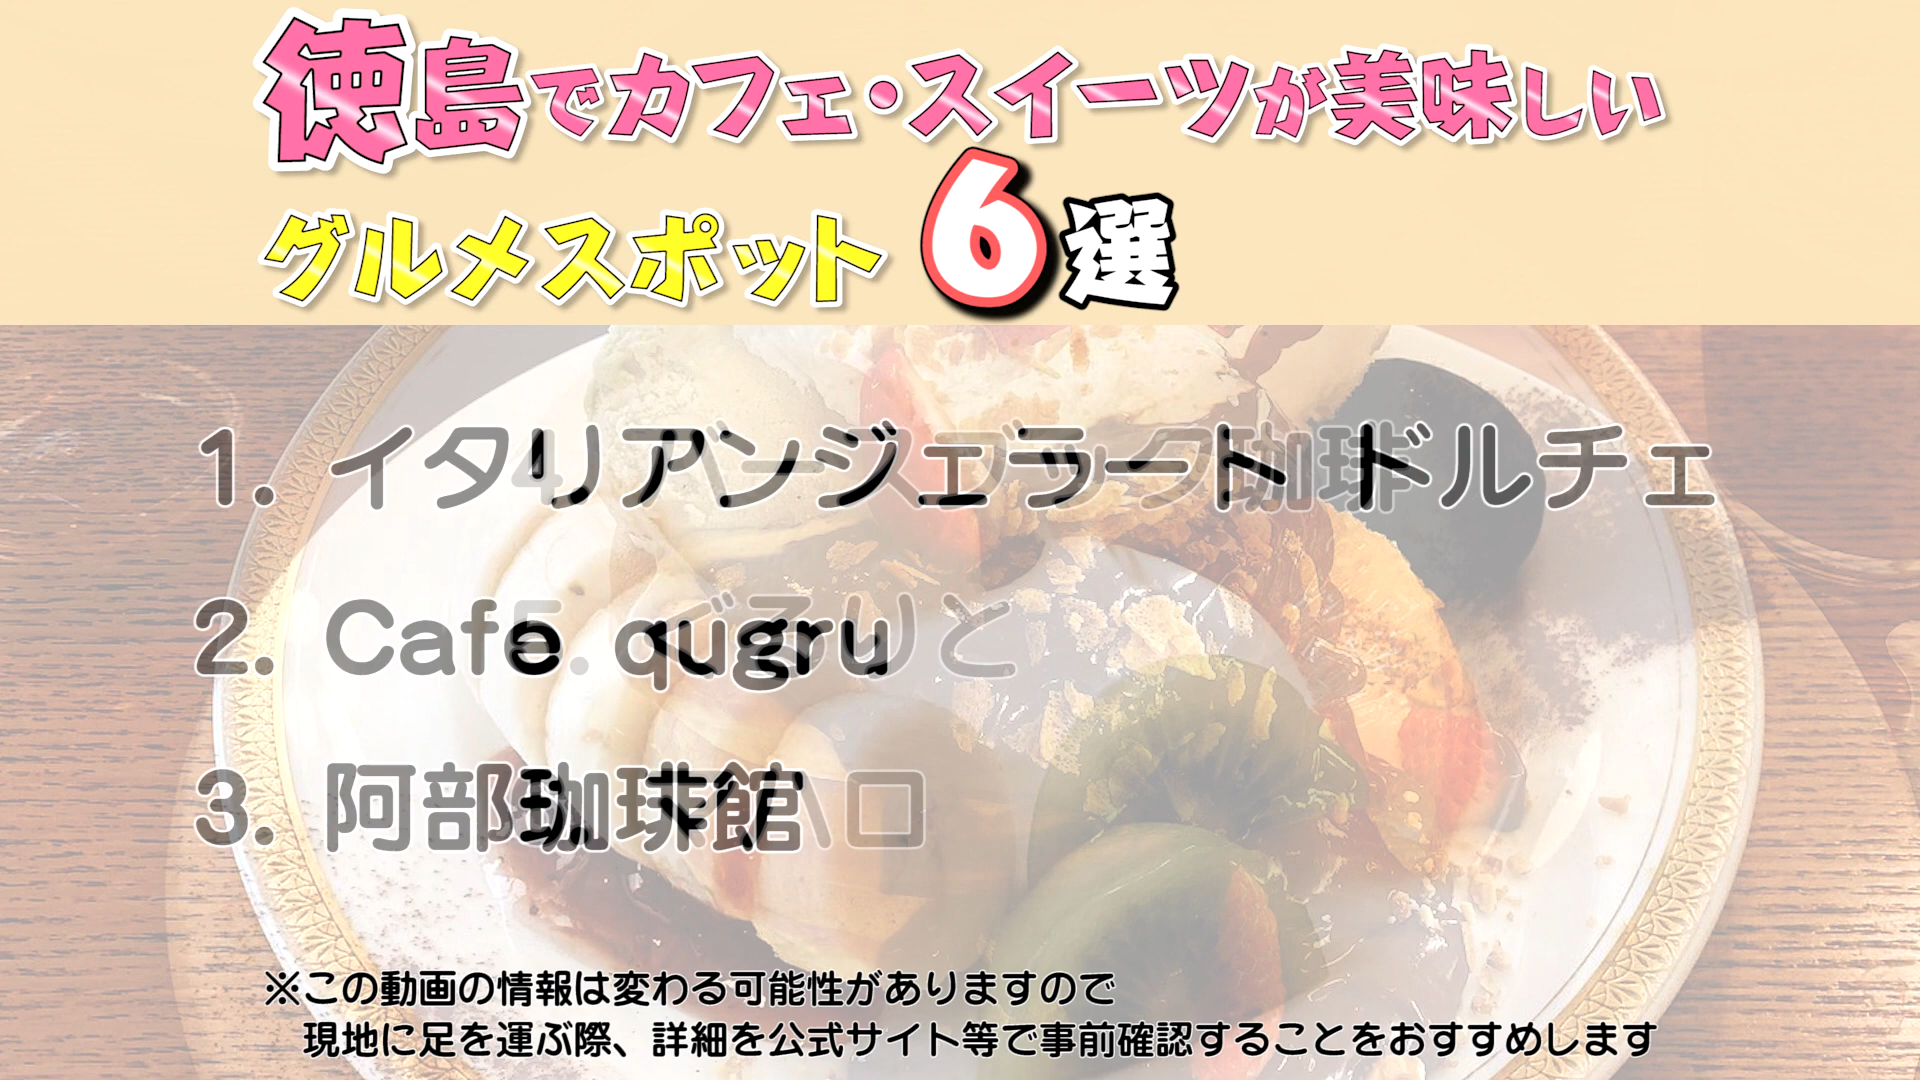 徳島でカフェ・スイーツが美味しい
グルメスポット 6選
1. イタリアンジェラート ドルチェ
2. Cafe qugru
3. 阿部珈琲館
※この動画の情報は変わる可能性がありますので
現地に足を運ぶ際、詳細を公式サイト等で事前確認することをおすすめします